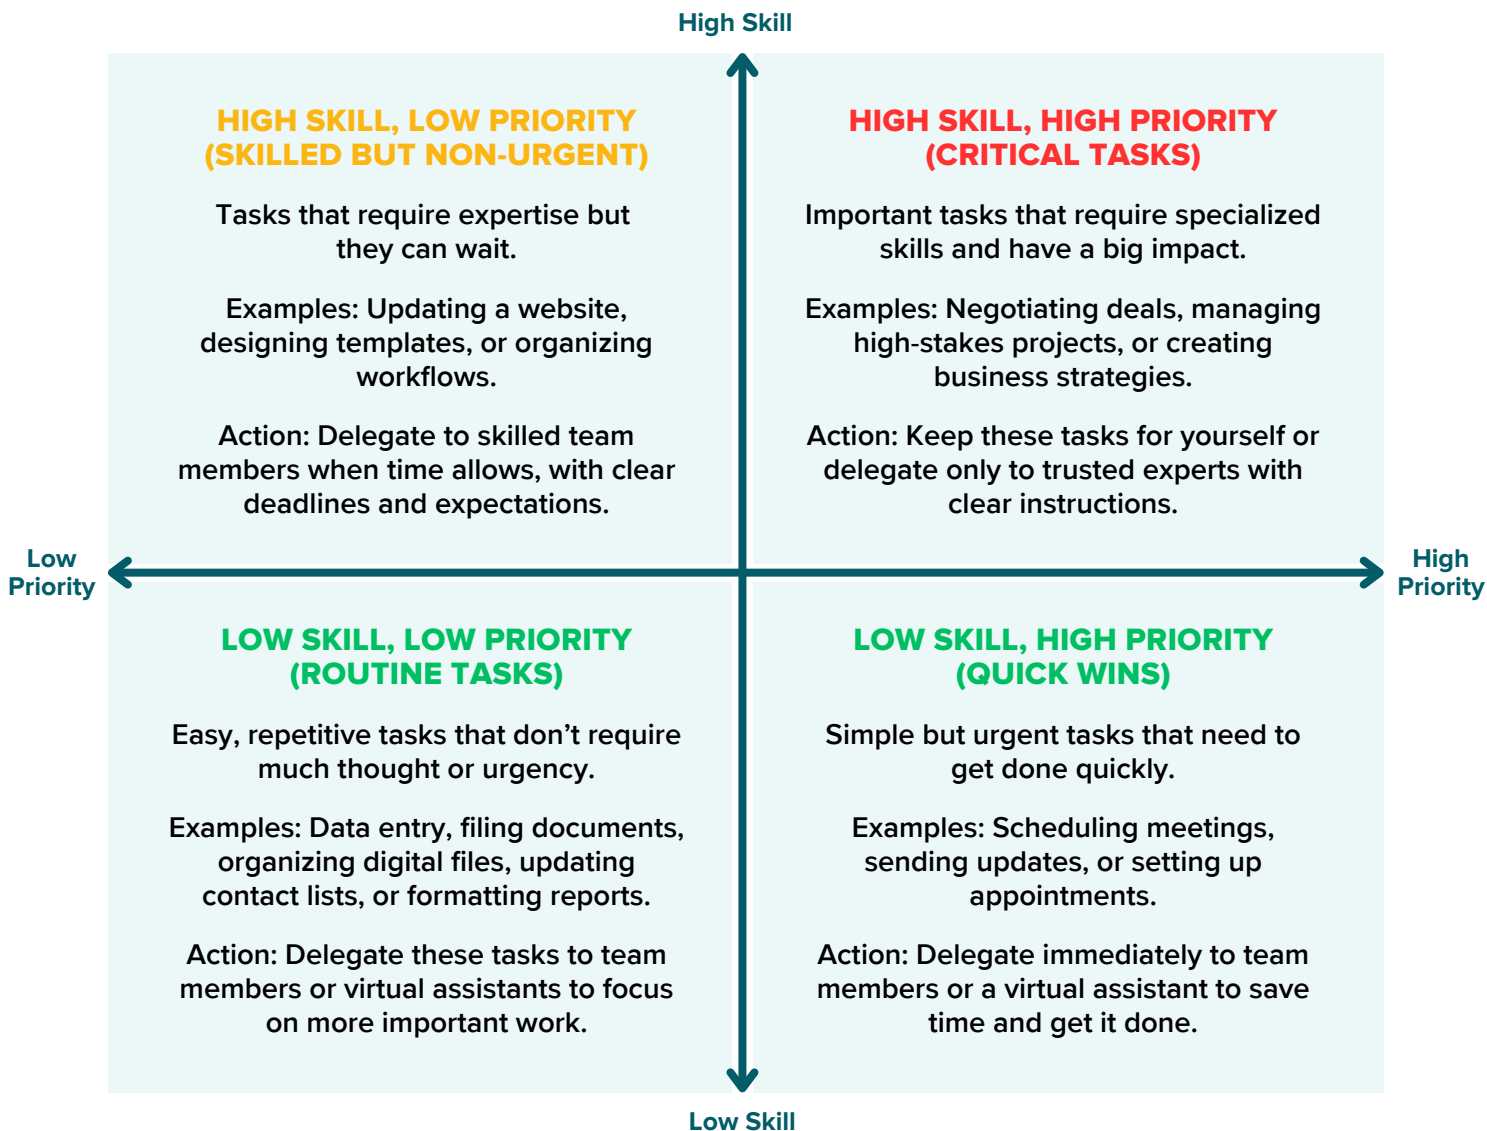 High Skill
HIGH SKILL, LOW PRIORITY
(SKILLED BUT NON-URGENT)
Tasks that require expertise but
they can wait.
Examples: Updating a website,
designing templates, or organizing
workflows.
Action: Delegate to skilled team
members when time allows, with clear
deadlines and expectations.
HIGH SKILL, HIGH PRIORITY
(CRITICAL TASKS)
Important tasks that require specialized
skills and have a big impact.
Examples: Negotiating deals, managing
high-stakes projects, or creating
business strategies.
Action: Keep these tasks for yourself or
delegate only to trusted experts with
clear instructions.
Low
Priority
High
Priority
LOW SKILL, LOW PRIORITY
(ROUTINE TASKS)
Easy, repetitive tasks that don’t require
much thought or urgency.
Examples: Data entry, filing documents,
organizing digital files, updating
contact lists, or formatting reports.
Action: Delegate these tasks to team
members or virtual assistants to focus
on more important work.
LOW SKILL, HIGH PRIORITY
(QUICK WINS)
Simple but urgent tasks that need to
get done quickly.
Examples: Scheduling meetings,
sending updates, or setting up
appointments.
Action: Delegate immediately to team
members or a virtual assistant to save
time and get it done.
Low Skill